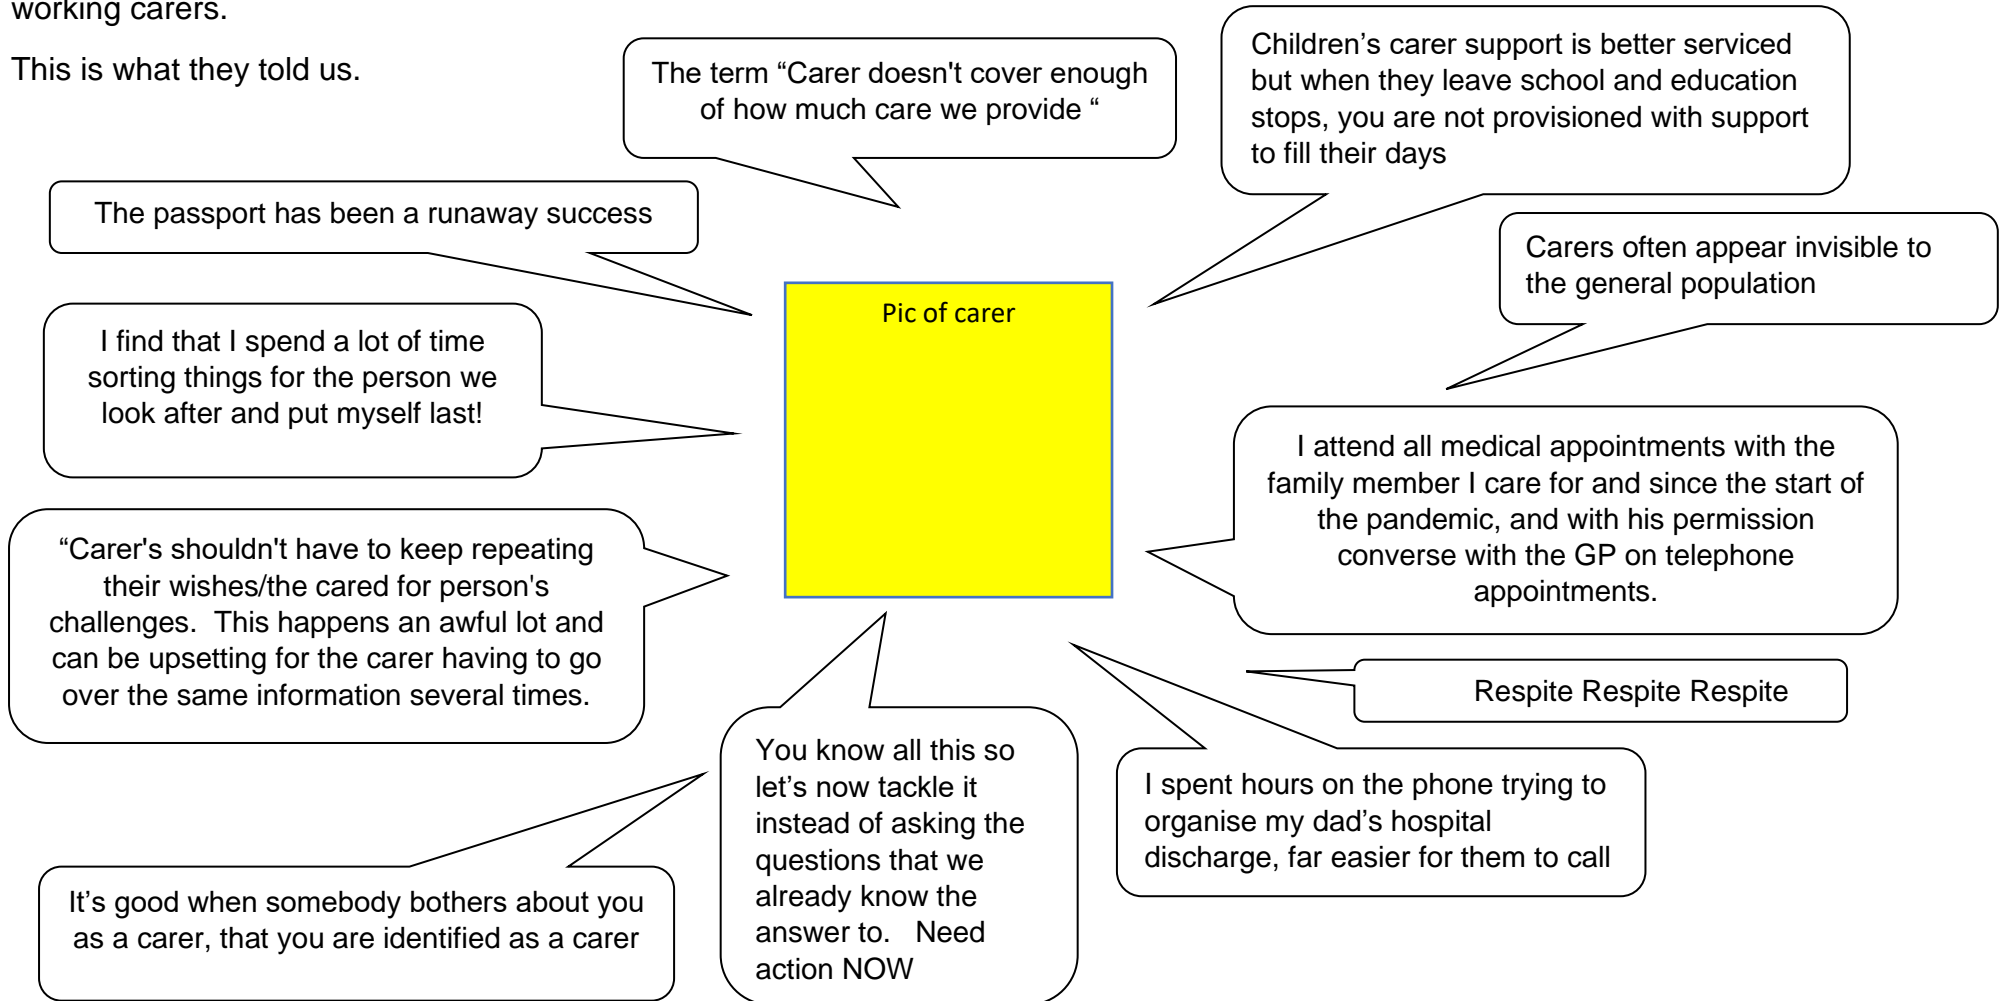 working carers.
This is what they told us.
The term “Carer doesn't cover enough
of how much care we provide “
Children’s carer support is better serviced
but when they leave school and education
stops, you are not provisioned with support
to fill their days
The passport has been a runaway success
Carers often appear invisible to
the general population
Pic of carer
I find that I spend a lot of time
sorting things for the person we
look after and put myself last!
I attend all medical appointments with the
family member I care for and since the start of
the pandemic, and with his permission
converse with the GP on telephone
appointments.
“Carer's shouldn't have to keep repeating
their wishes/the cared for person's
challenges.  This happens an awful lot and
can be upsetting for the carer having to go
over the same information several times.
Respite Respite Respite
You know all this so
let’s now tackle it
instead of asking the
questions that we
already know the
answer to.   Need
action NOW
I spent hours on the phone trying to
organise my dad’s hospital
discharge, far easier for them to call
It’s good when somebody bothers about you
as a carer, that you are identified as a carer